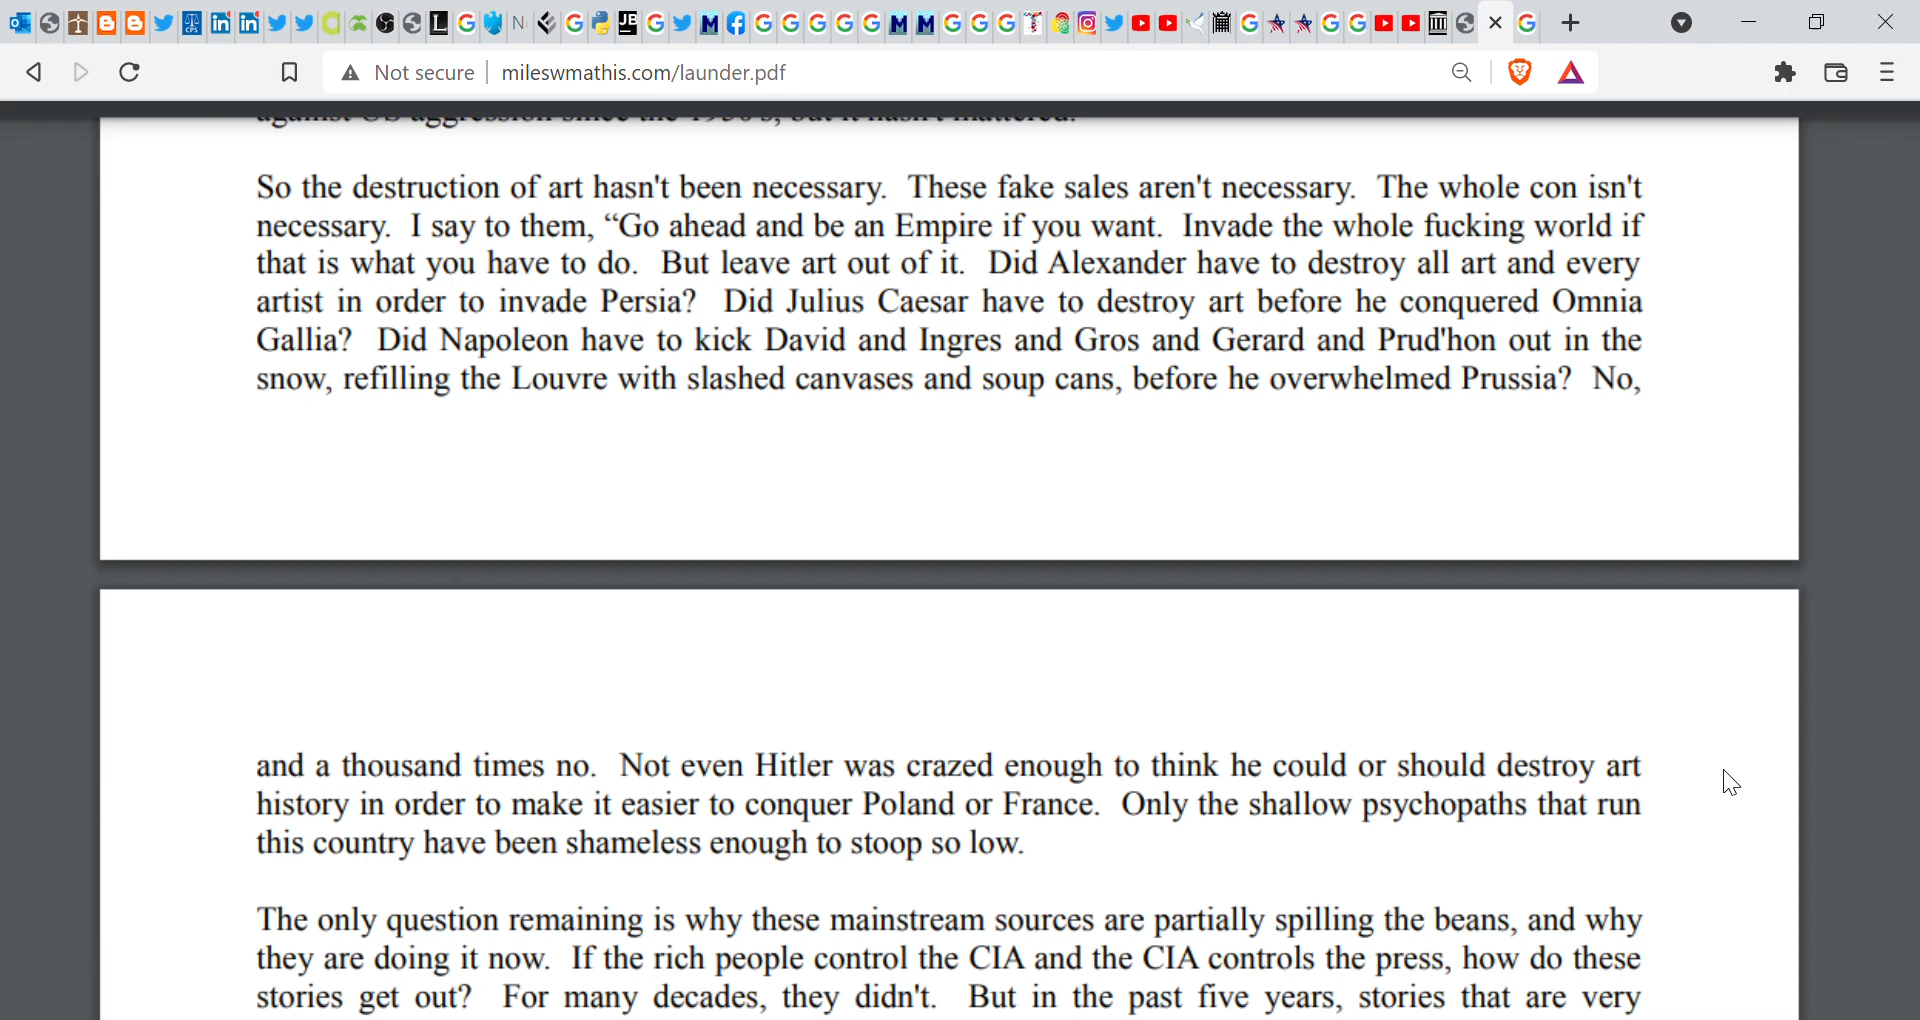 Not secure
mileswmathis.com/launder.pdf
So the destruction of art hasn't been necessary. These fake sales aren't necessary. The whole con isn't
necessary. I say to them, “Go ahead and be an Empire if you want. Invade the whole fucking world if
that is what you have to do. But leave art out of it. Did Alexander have to destroy all art and every
artist in order to invade Persia? Did Julius Caesar have to destroy art before he conquered Omnia
Gallia? Did Napoleon have to kick David and Ingres and Gros and Gerard and Prud'hon out in the
snow, refilling the Louvre with slashed canvases and soup cans, before he overwhelmed Prussia? No,
and a thousand times no. Not even Hitler was crazed enough to think he could or should destroy art
history in order to make it easier to conquer Poland or France. Only the shallow psychopaths that run
this country have been shameless enough to stoop so low.
The only question remaining is why these mainstream sources are partially spilling the beans, and why
they are doing it now. If the rich people control the CIA and the CIA controls the press, how do these
stories get out? For many decades, they didn't. But in the past five years, stories that are very